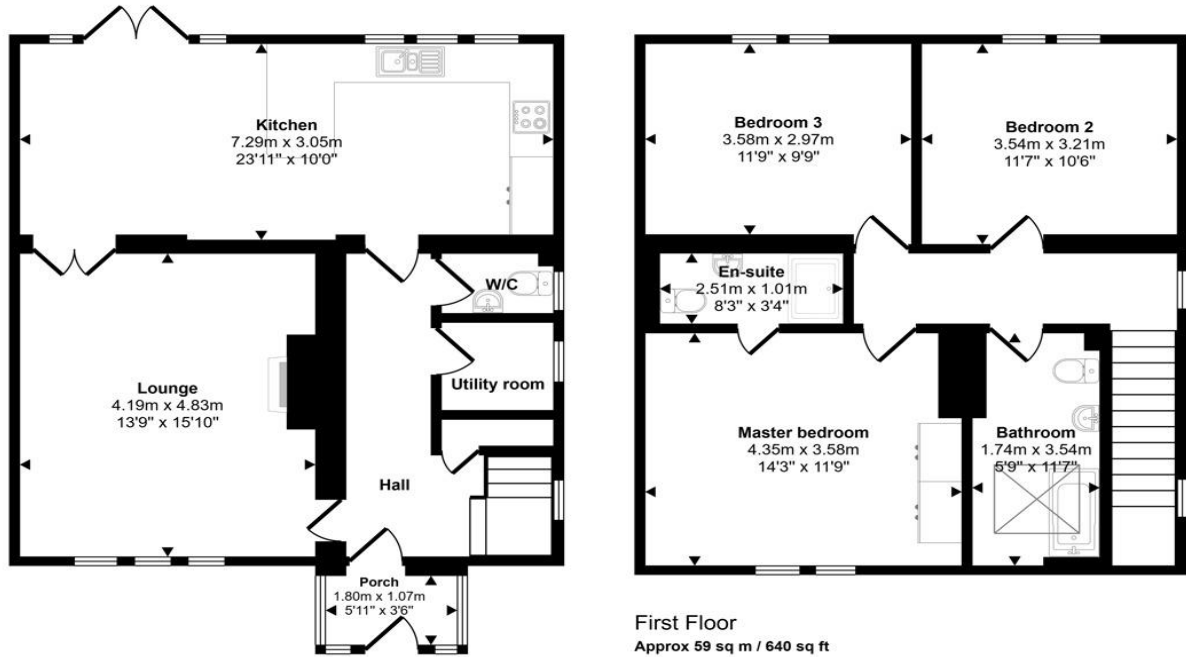 Kitchen
7.29m x 3.05m
23'11" x 10'0"
W/C
Utility room
Lounge
4.19m x 4.83m
13'9" x 15'10"
Hall
Porch
1.80m x 1.07m
5'11" x 3'6"
Bedroom 3
3.58m x 2.97m
11'9" x 9'9"
Bedroom 2
3.54m x 3.21m
11'7" x 10'6"
En-suite
2.51m x 1.01m
8'3" x 3'4"
Master bedroom
4.35m x 3.58m
14'3" x 11'9"
Bathroom
1.74m x 3.54m
5'9" x 11'7"
First Floor
Approx 59 sq m / 640 sq ft